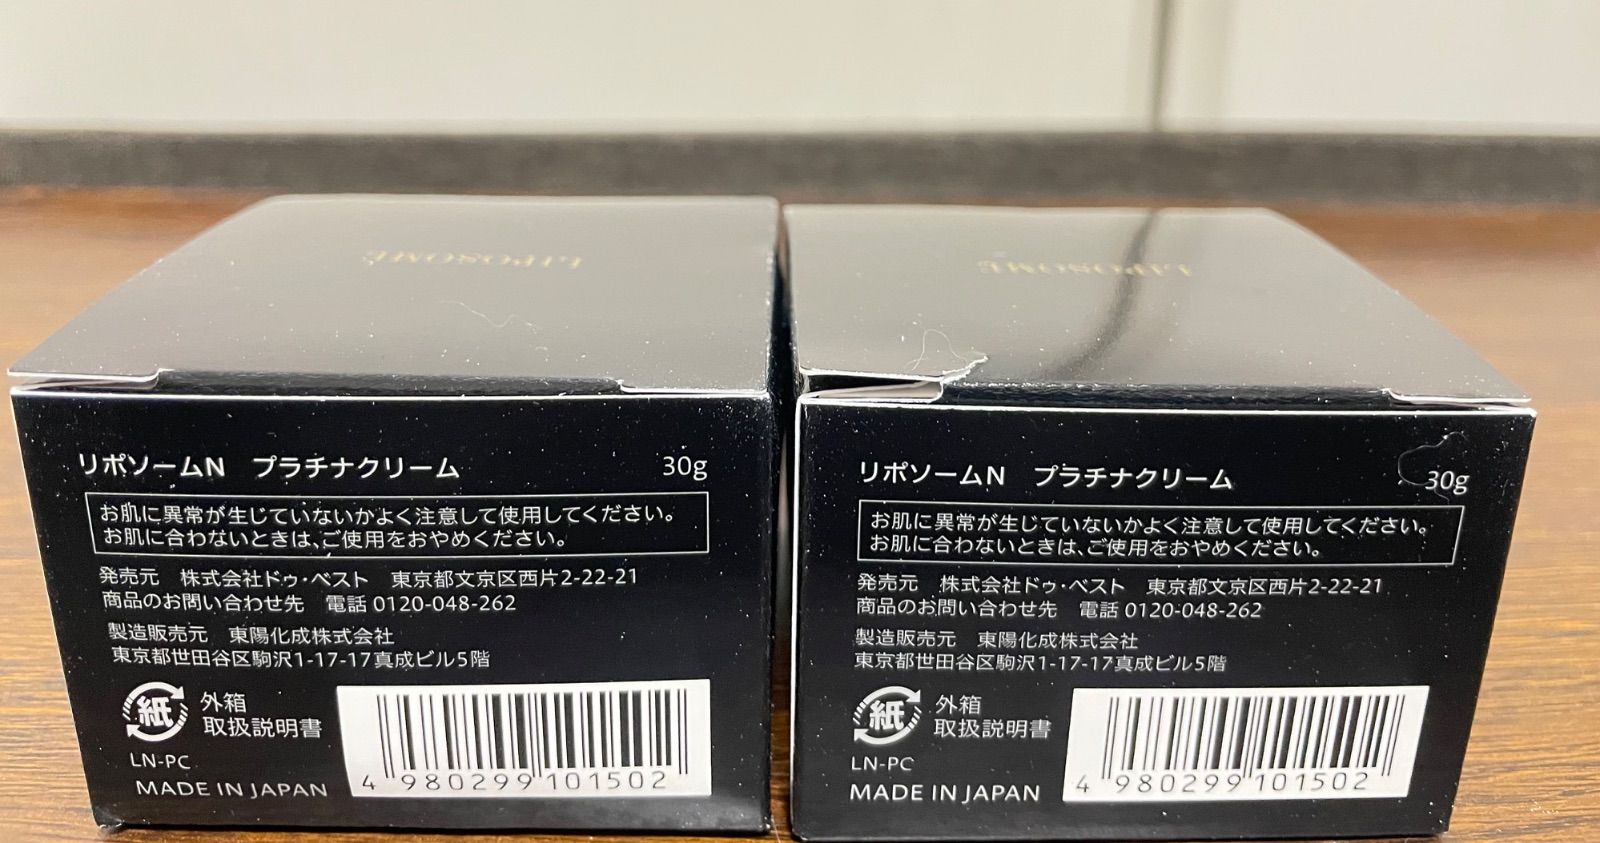 LIPOSOME
リポソームN プラチナクリーム 30g
お肌に異常が生じていないかよく注意して使用してください。
お肌に合わないときは、ご使用をおやめください。
発売元 株式会社ドゥ・ベスト 東京都文京区西片2-22-21
商品のお問い合わせ先 電話 0120-048-262
製造販売元 東陽化成株式会社
東京都世田谷区駒沢1-17-17真成ビル5階
紙 外箱
取扱説明書
LN-PC
MADE IN JAPAN
4 980299 101502
LIPOSOME
リポソームN プラチナクリーム 30g
お肌に異常が生じていないかよく注意して使用してください。
お肌に合わないときは、ご使用をおやめください。
発売元 株式会社ドゥ・ベスト 東京都文京区西片2-22-21
商品のお問い合わせ先 電話 0120-048-262
製造販売元 東陽化成株式会社
東京都世田谷区駒沢1-17-17真成ビル5階
紙 外箱
取扱説明書
LN-PC
MADE IN JAPAN
4 980299 101502